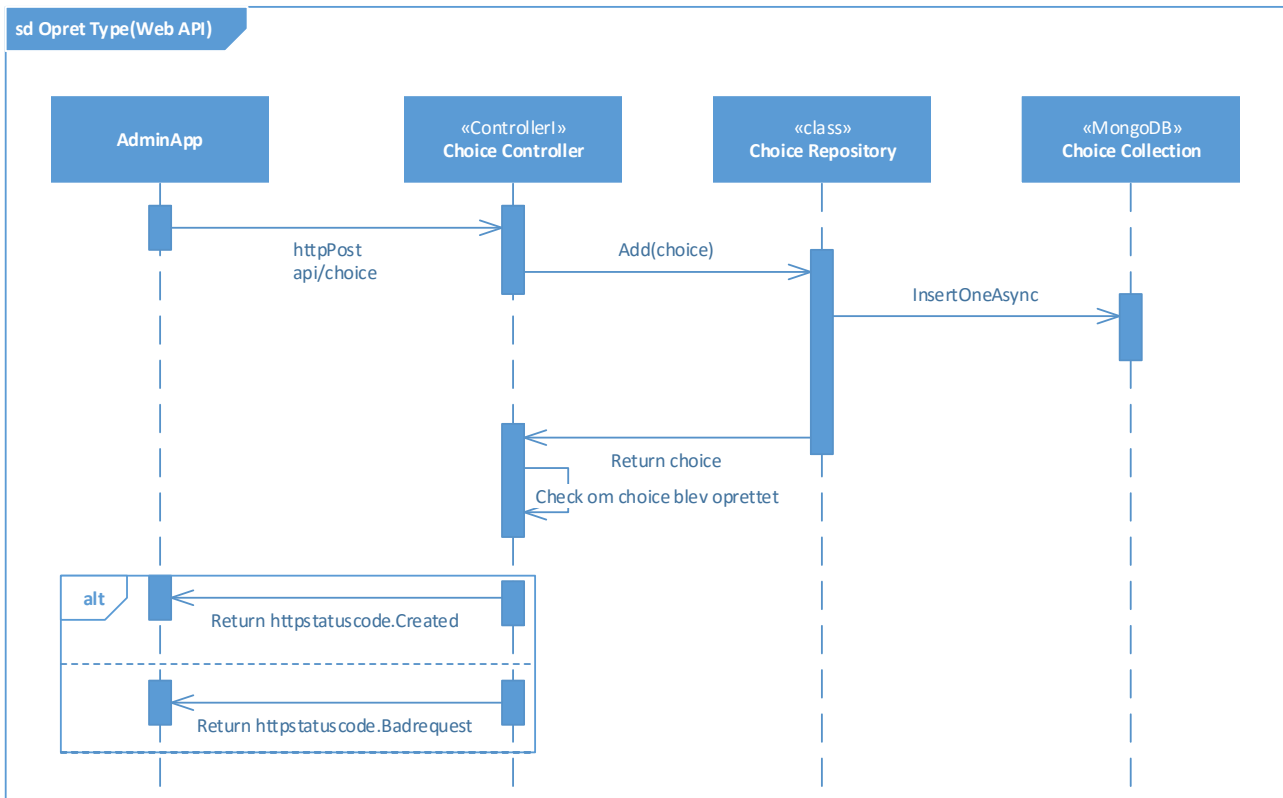 sd Opret Type(Web API)
AdminApp
«Controllerl»
Choice Controller
«class»
Choice Repository
«MongoDB»
Choice Collection
httpPost
api/choice
Add(choice)
InsertOneAsync
Return choice
Check om choice blev oprettet
alt
Return httpstatuscode.Created
Return httpstatuscode.Badrequest